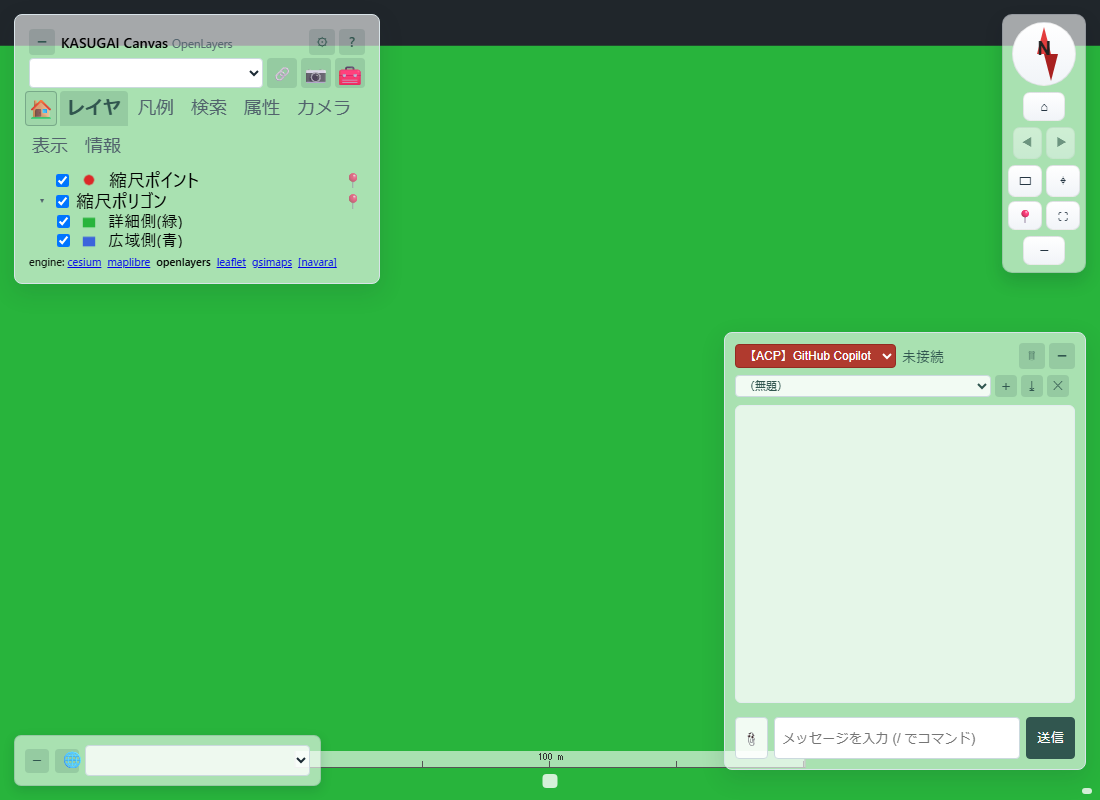 KASUGAI Canvas OpenLayers
レイヤ 凡例 検索 属性 カメラ
表示 情報
縮尺ポイント
縮尺ポリゴン
詳細側(緑)
広域側(青)
engine: cesium maplibre openlayers leaflet gsimaps [navara]
N
【ACP】GitHub Copilot 未接続
(無題)
メッセージを入力 (/ でコマンド) 送信
100 m